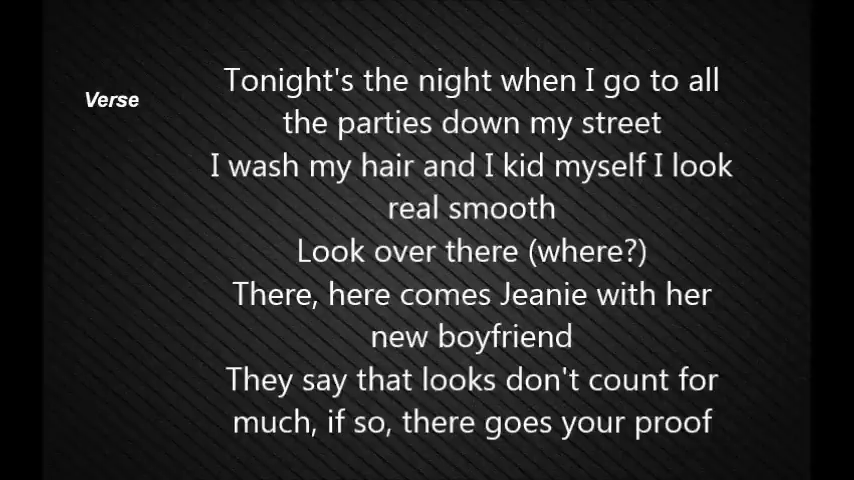 Verse
Tonight's the night when I go to all
the parties down my street
I wash my hair and I kid myself I look
real smooth
Look over there (where?)
There, here comes Jeanie with her
new boyfriend
They say that looks don't count for
much, if so, there goes your proof